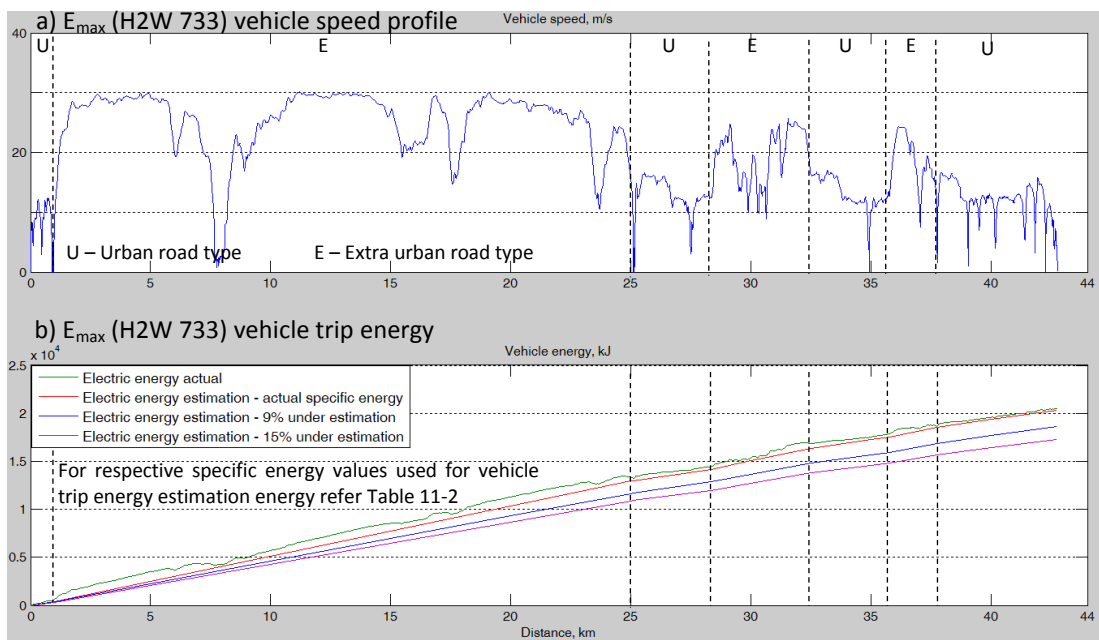 a) Emax (H2W 733) vehicle speed profile
Vehicle speed, m/s
40
U E U E U E U
30
20
10
U – Urban road type E – Extra urban road type
0
0 5 10 15 20 25 30 35 40 44
b) Emax (H2W 733) vehicle trip energy
x 10^4
Vehicle energy, kJ
2.5
Electric energy actual
Electric energy estimation - actual specific energy
2
Electric energy estimation - 9% under estimation
Electric energy estimation - 15% under estimation
1.5
For respective specific energy values used for vehicle
trip energy estimation energy refer Table 11-2
1
0.5
0
0 5 10 15 20 25 30 35 40 44
Distance, km